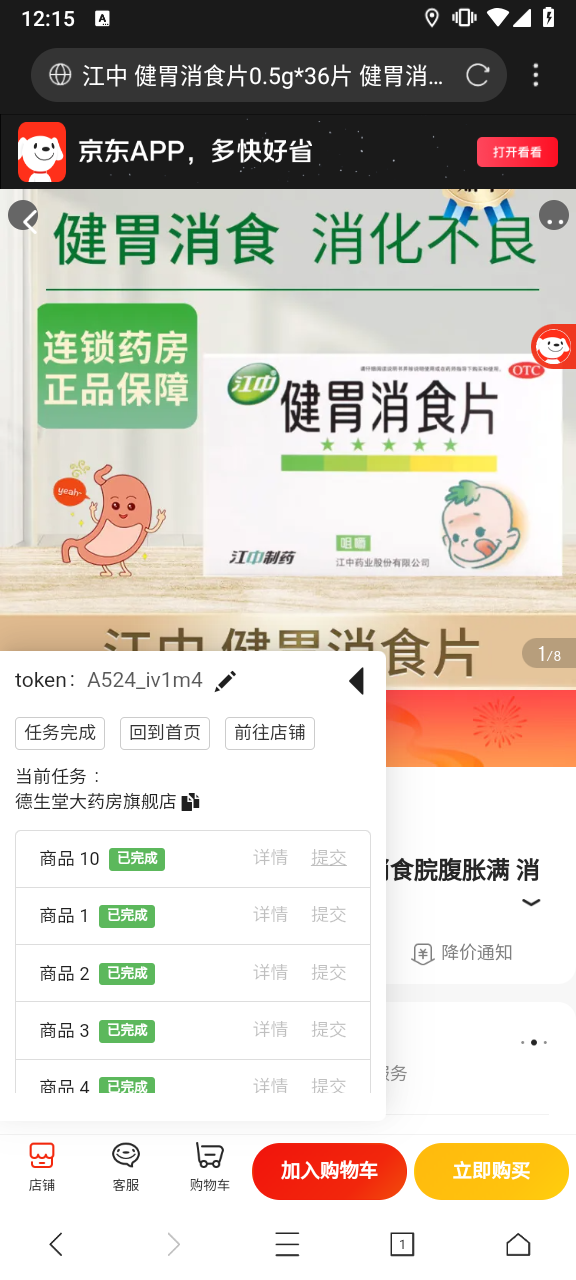 12:15
A
江中 健胃消食片0.5g*36片 健胃消...
京东APP，多快好省
打开看看
健胃消食 消化不良
连锁药房
正品保障
OTC
江中
健胃消食片
yeah~
咀嚼
江中制药
江中药业股份有限公司
江中 健胃消食片
1/8
token： A524_iv1m4
任务完成
回到首页
前往店铺
当前任务 ：
德生堂大药房旗舰店
商品 10 已完成 详情 提交
商品 1 已完成 详情 提交
商品 2 已完成 详情 提交
商品 3 已完成 详情 提交
商品 4 已完成 详情 提交
食脘腹胀满 消
降价通知
服务
店铺
客服
购物车
加入购物车
立即购买
1